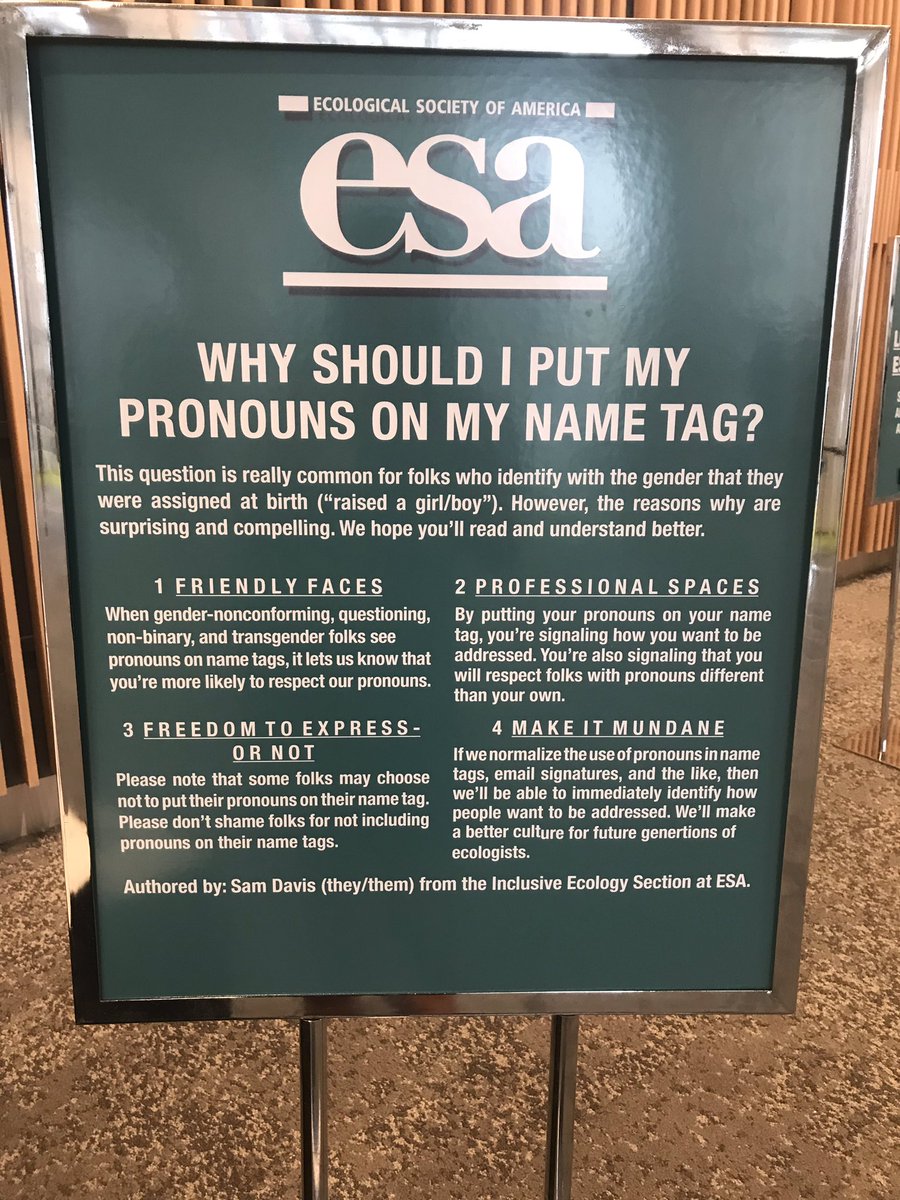 ECOLOGICAL SOCIETY OF AMERICA
esa
WHY SHOULD I PUT MY
PRONOUNS ON MY NAME TAG?
This question is really common for folks who identify with the gender that they
were assigned at birth (“raised a girl/boy”). However, the reasons why are
surprising and compelling. We hope you’ll read and understand better.
1 FRIENDLY FACES
When gender-nonconforming, questioning,
non-binary, and transgender folks see
pronouns on name tags, it lets us know that
you’re more likely to respect our pronouns.
2 PROFESSIONAL SPACES
By putting your pronouns on your name
tag, you’re signaling how you want to be
addressed. You’re also signaling that you
will respect folks with pronouns different
than your own.
3 FREEDOM TO EXPRESS-
OR NOT
Please note that some folks may choose
not to put their pronouns on their name tag.
Please don’t shame folks for not including
pronouns on their name tags.
4 MAKE IT MUNDANE
If we normalize the use of pronouns in name
tags, email signatures, and the like, then
we’ll be able to immediately identify how
people want to be addressed. We’ll make
a better culture for future genertions of
ecologists.
Authored by: Sam Davis (they/them) from the Inclusive Ecology Section at ESA.